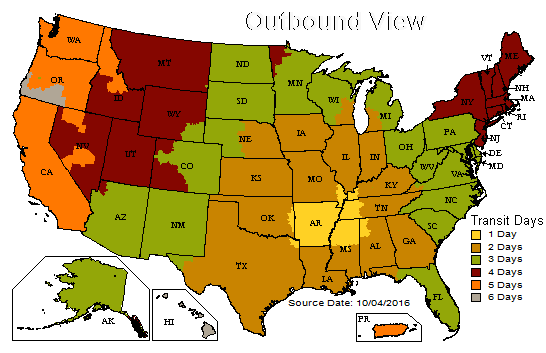 Outbound View
WA
OR
CA
NV
ID
MT
WY
UT
AZ
CO
NM
ND
SD
NE
KS
OK
TX
MN
IA
MO
AR
LA
WI
IL
MI
IN
KY
TN
MS
AL
GA
FL
SC
NC
VA
WV
OH
PA
NY
VT
ME
NH
MA
RI
CT
NJ
DE
MD
AK
HI
PR
Transit Days
1 Day
2 Days
3 Days
4 Days
5 Days
6 Days
Source Date: 10/04/2016